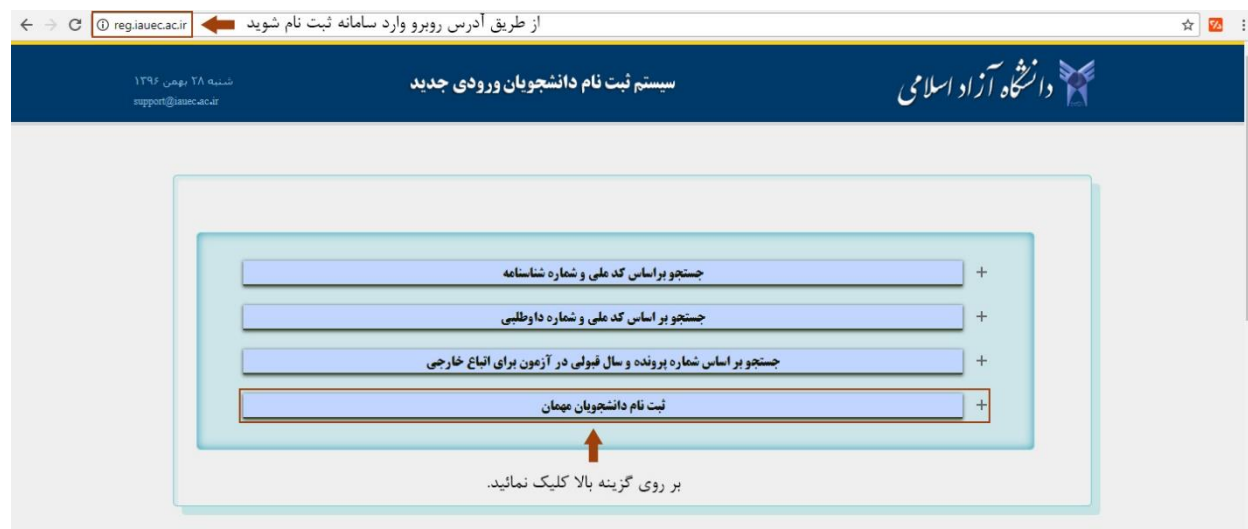 reg.iauec.ac.ir
از طریق آدرس روبرو وارد سامانه ثبت نام شوید
دانشگاه آزاد اسلامی
سیستم ثبت نام دانشجویان ورودی جدید
شنبه ۲۸ بهمن ۱۳۹۶
support@iauec.ac.ir
+ جستجو براساس کد ملی و شماره شناسنامه
+ جستجو بر اساس کد ملی و شماره داوطلبی
+ جستجو بر اساس شماره پرونده و سال قبولی در آزمون برای اتباع خارجی
+ ثبت نام دانشجویان مهمان
بر روی گزینه بالا کلیک نمائید.